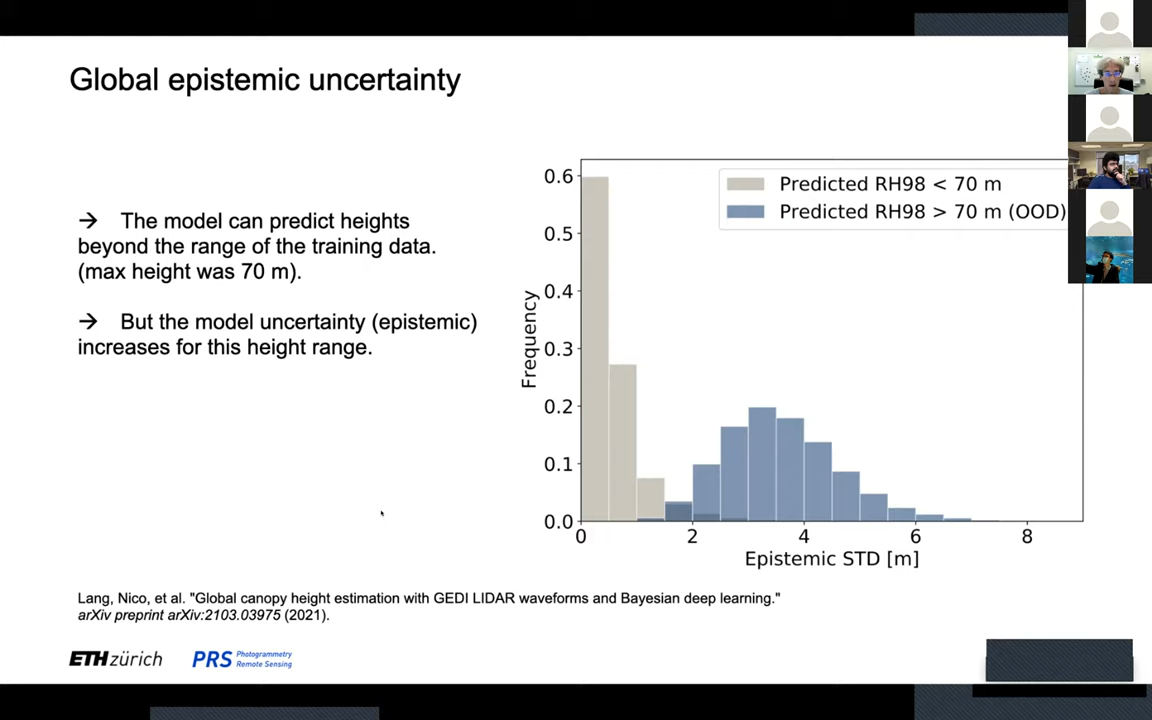 Global epistemic uncertainty
→ The model can predict heights
beyond the range of the training data.
(max height was 70 m).
→ But the model uncertainty (epistemic)
increases for this height range.
Predicted RH98 < 70 m
Predicted RH98 > 70 m (OOD)
Frequency
0.6
0.5
0.4
0.3
0.2
0.1
0.0
0 2 4 6 8
Epistemic STD [m]
Lang, Nico, et al. "Global canopy height estimation with GEDI LIDAR waveforms and Bayesian deep learning."
arXiv preprint arXiv:2103.03975 (2021).
ETH zürich
PRS Photogrammetry
Remote Sensing